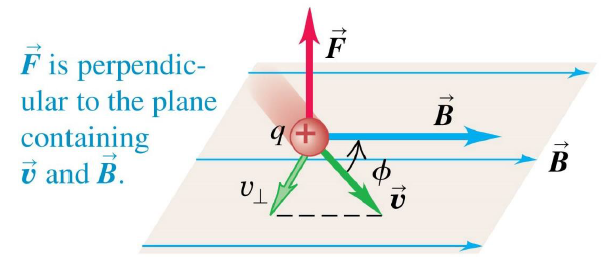 F⃗ is perpendic-
ular to the plane
containing
v⃗ and B⃗.
F⃗
q
+
B⃗
B⃗
ϕ
v⊥
v⃗